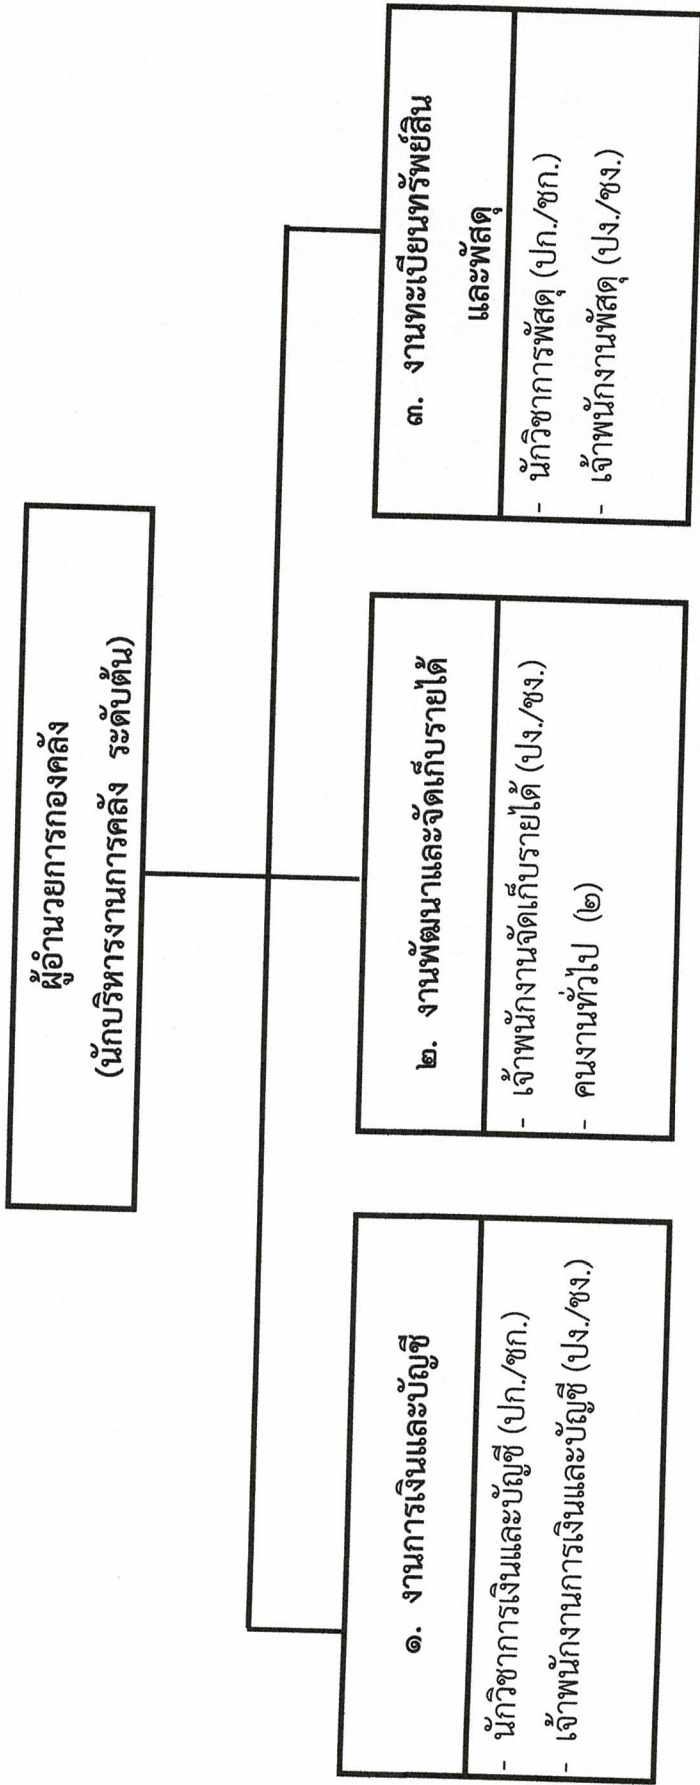 ผู้อำนวยการกองคลัง
(นักบริหารงานการคลัง ระดับต้น)
๑. งานการเงินและบัญชี
- นักวิชาการเงินและบัญชี (ปก./ชก.)
- เจ้าพนักงานการเงินและบัญชี (ปง./ชง.)
๒. งานพัฒนาและจัดเก็บรายได้
- เจ้าพนักงานจัดเก็บรายได้ (ปง./ชง.)
- คนงานทั่วไป (๒)
๓. งานทะเบียนทรัพย์สิน
และพัสดุ
- นักวิชาการพัสดุ (ปก./ชก.)
- เจ้าพนักงานพัสดุ (ปง./ชง.)